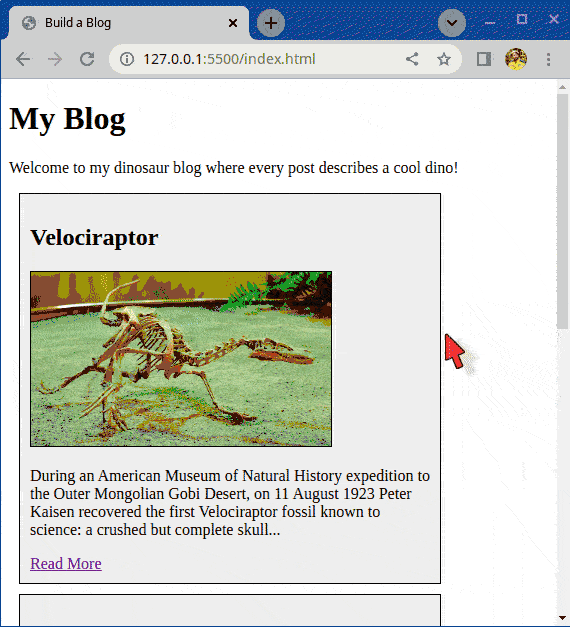 Build a Blog
127.0.0.1:5500/index.html
My Blog
Welcome to my dinosaur blog where every post describes a cool dino!
Velociraptor
During an American Museum of Natural History expedition to
the Outer Mongolian Gobi Desert, on 11 August 1923 Peter
Kaisen recovered the first Velociraptor fossil known to
science: a crushed but complete skull...
Read More